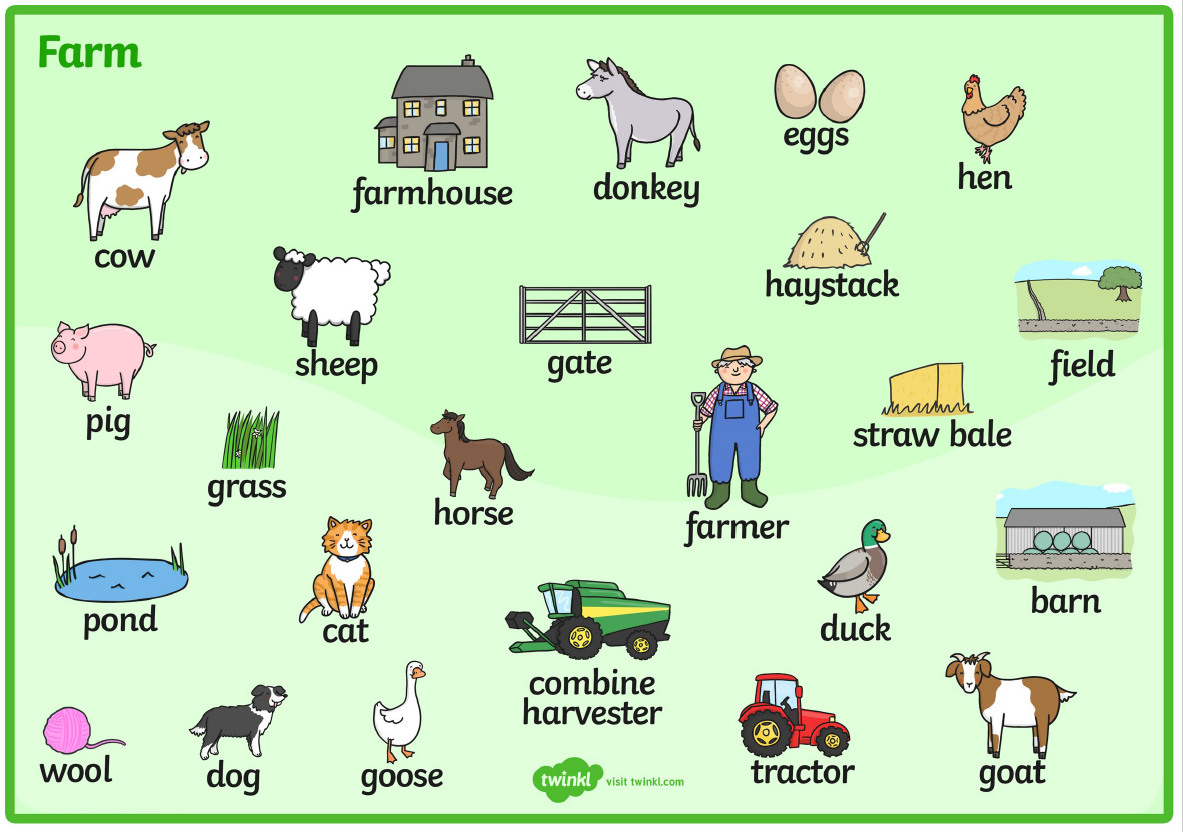 Farm
farmhouse
donkey
eggs
hen
cow
sheep
gate
haystack
field
pig
grass
horse
farmer
straw bale
pond
cat
combine
harvester
duck
barn
wool
dog
goose
twinkl visit twinkl.com
tractor
goat